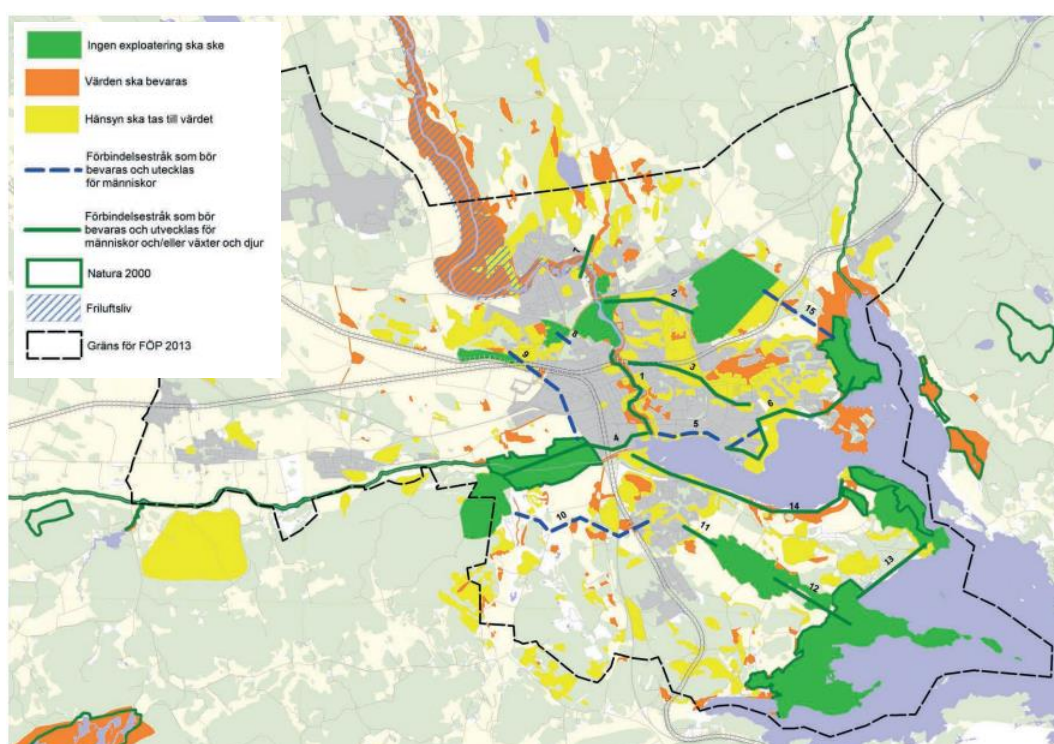 Ingen exploatering ska ske
Värden ska bevaras
Hänsyn ska tas till värdet
Förbindelsestråk som bör
bevaras och utecklas
för människor
Förbindelsestråk som bör
bevaras och utvecklas för
människor och/eller växter och djur
Natura 2000
Friluftsliv
Gräns för FÖP 2013
7
2
15
8
9
1
3
6
5
4
14
10
11
13
12